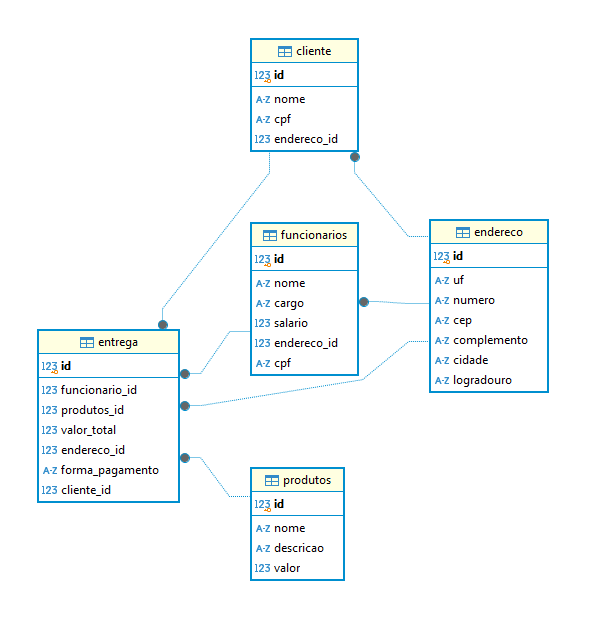 cliente
123 id
A-Z nome
A-Z cpf
123 endereco_id
funcionarios
123 id
A-Z nome
A-Z cargo
123 salario
123 endereco_id
A-Z cpf
endereco
123 id
A-Z uf
A-Z numero
A-Z cep
A-Z complemento
A-Z cidade
A-Z logradouro
entrega
123 id
123 funcionario_id
123 produtos_id
123 valor_total
123 endereco_id
A-Z forma_pagamento
123 cliente_id
produtos
123 id
A-Z nome
A-Z descricao
123 valor